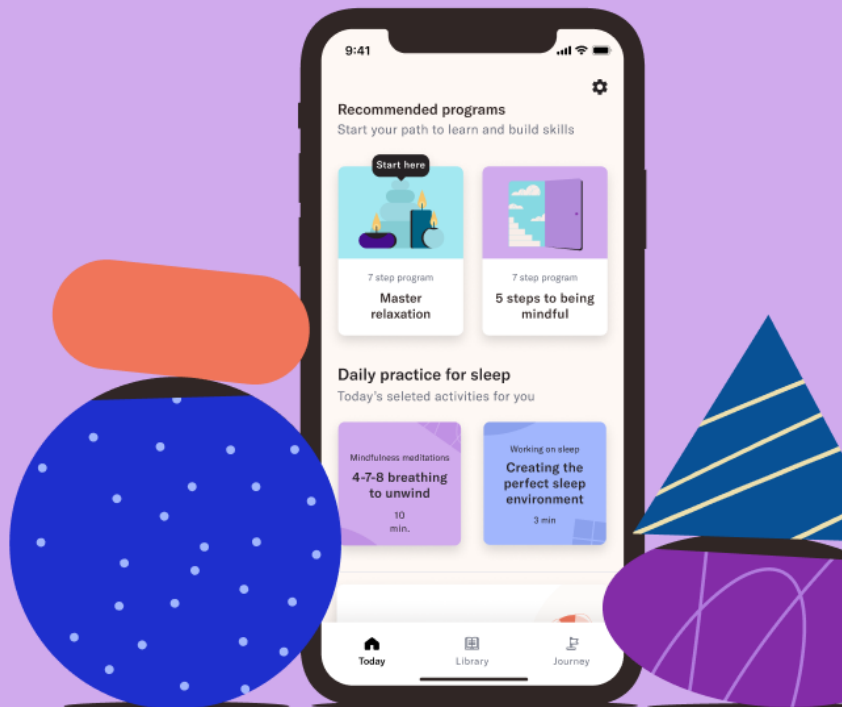 9:41
Recommended programs
Start your path to learn and build skills
Start here
7 step program
Master
relaxation
7 step program
5 steps to being
mindful
Daily practice for sleep
Today's seleted activities for you
Mindfulness meditations
4-7-8 breathing
to unwind
10
min.
Working on sleep
Creating the
perfect sleep
environment
3 min
Today
Library
Journey